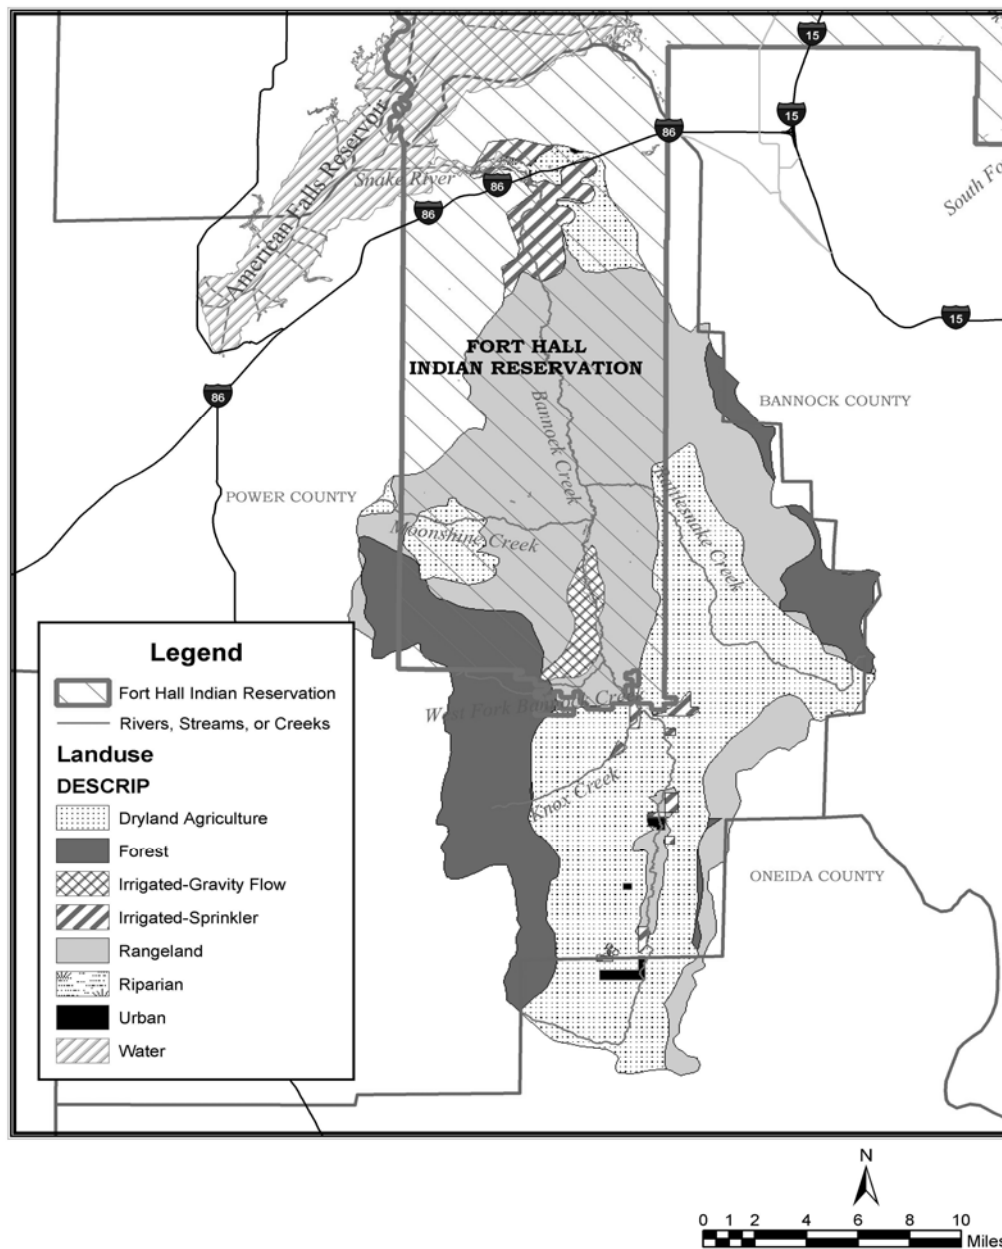 15
15
86
American Falls Reservoir
Snake River
86
86
South Fo
15
FORT HALL
INDIAN RESERVATION
86
BANNOCK COUNTY
Bannock Creek
Rattlesnake Creek
POWER COUNTY
Moonshine Creek
West Fork Bannock Creek
Knox Creek
ONEIDA COUNTY
Legend
Fort Hall Indian Reservation
Rivers, Streams, or Creeks
Landuse
DESCRIP
Dryland Agriculture
Forest
Irrigated-Gravity Flow
Irrigated-Sprinkler
Rangeland
Riparian
Urban
Water
N
0 1 2 4 6 8 10
Miles